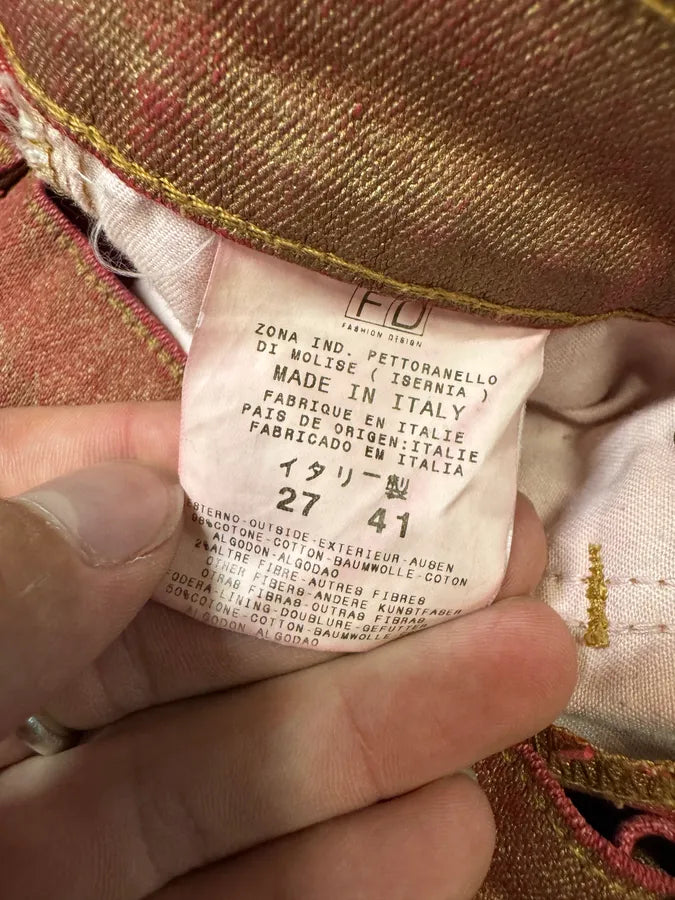 FD
FASHION DESIGN
ZONA IND. PETTORANELLO
DI MOLISE ( ISERNIA )
MADE IN ITALY
FABRIQUE EN ITALIE
PAIS DE ORIGEN:ITALIE
FABRICADO EM ITALIA
イタリー製
27 41
ESTERNO-OUTSIDE-EXTERIEUR-AUSEN
98%COTONE-COTTON-BAUMWOLLE-COTON
ALGODON-ALGODAO
2%ALTRE FIBRE-AUTRES FIBRES
OTHER FIBERS-ANDERE KUNSTFASER
OTRAS FIBRAS-OUTRAS FIBRAS
FODERA-LINING-DOUBLURE-GEFUTTER
50%COTONE-COTTON-BAUMWOLLE
ALGODON ALGODAO